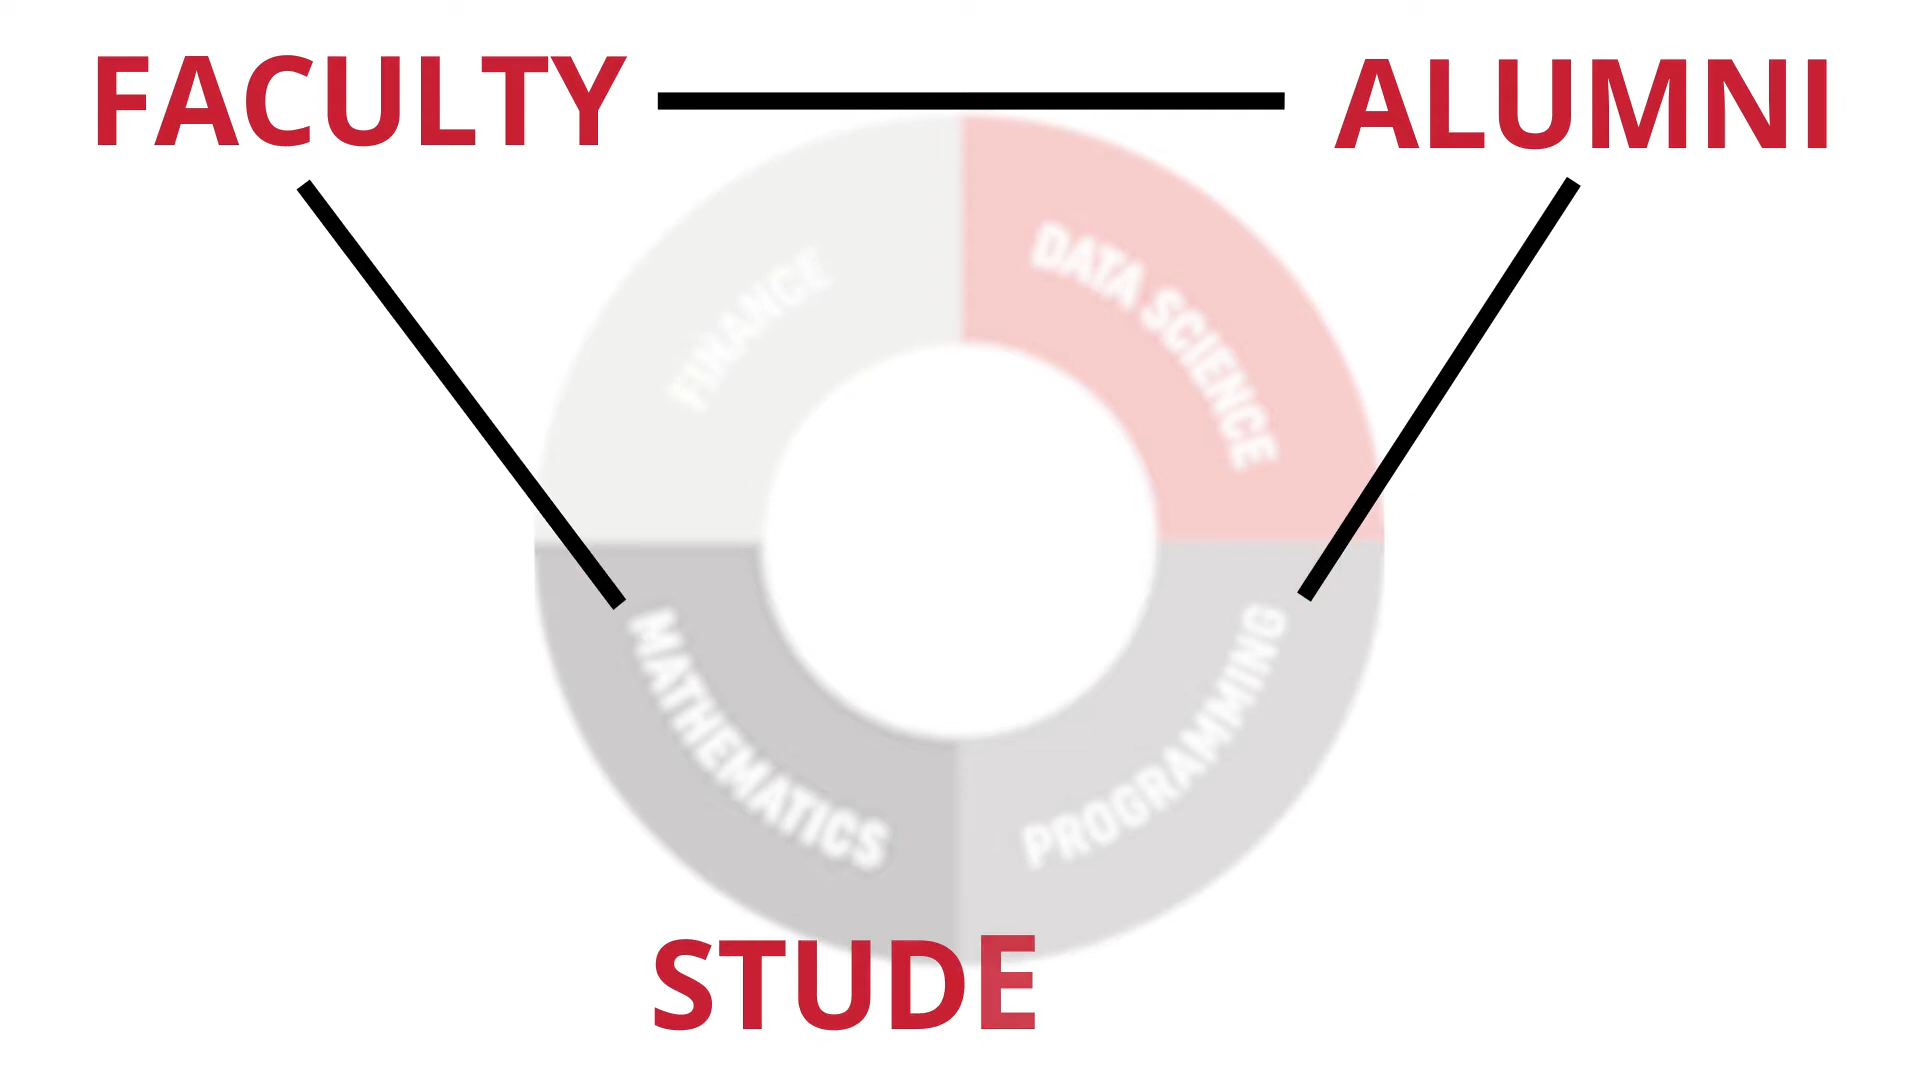 FACULTY
ALUMNI
FINANCE
DATA SCIENCE
MATHEMATICS
PROGRAMMING
STUDE